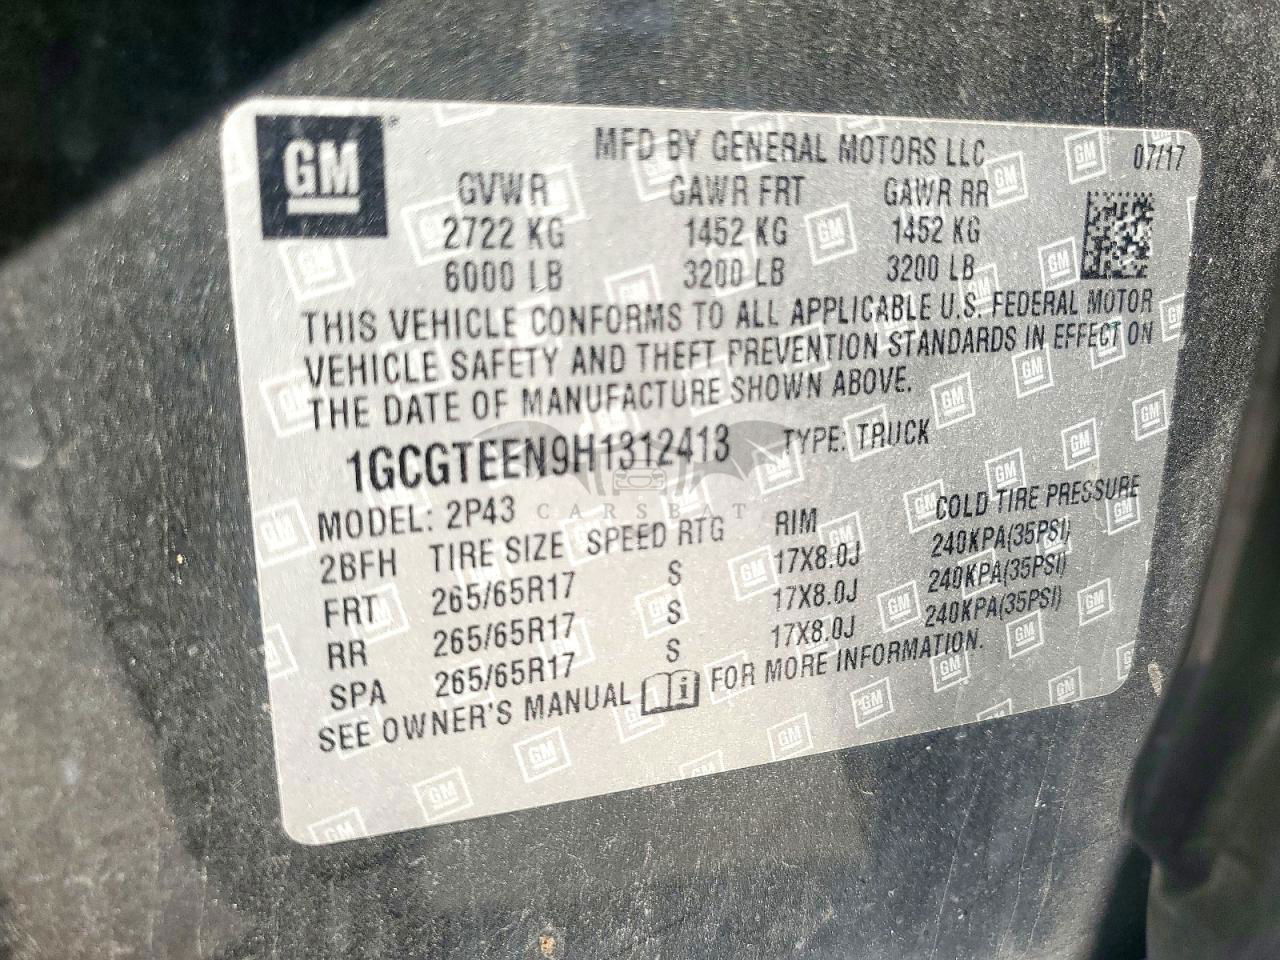 GM ®
MFD BY GENERAL MOTORS LLC 07/17
GVWR GAWR FRT GAWR RR
2722 KG 1452 KG 1452 KG
6000 LB 3200 LB 3200 LB
THIS VEHICLE CONFORMS TO ALL APPLICABLE U.S. FEDERAL MOTOR
VEHICLE SAFETY AND THEFT PREVENTION STANDARDS IN EFFECT ON
THE DATE OF MANUFACTURE SHOWN ABOVE.
1GCGTEEN9H1312413 TYPE: TRUCK
CARSBAT
MODEL: 2P43
2BFH TIRE SIZE SPEED RTG RIM COLD TIRE PRESSURE
FRT 265/65R17 S 17X8.0J 240KPA(35PSI)
RR 265/65R17 S 17X8.0J 240KPA(35PSI)
SPA 265/65R17 S 17X8.0J 240KPA(35PSI)
SEE OWNER'S MANUAL i FOR MORE INFORMATION.